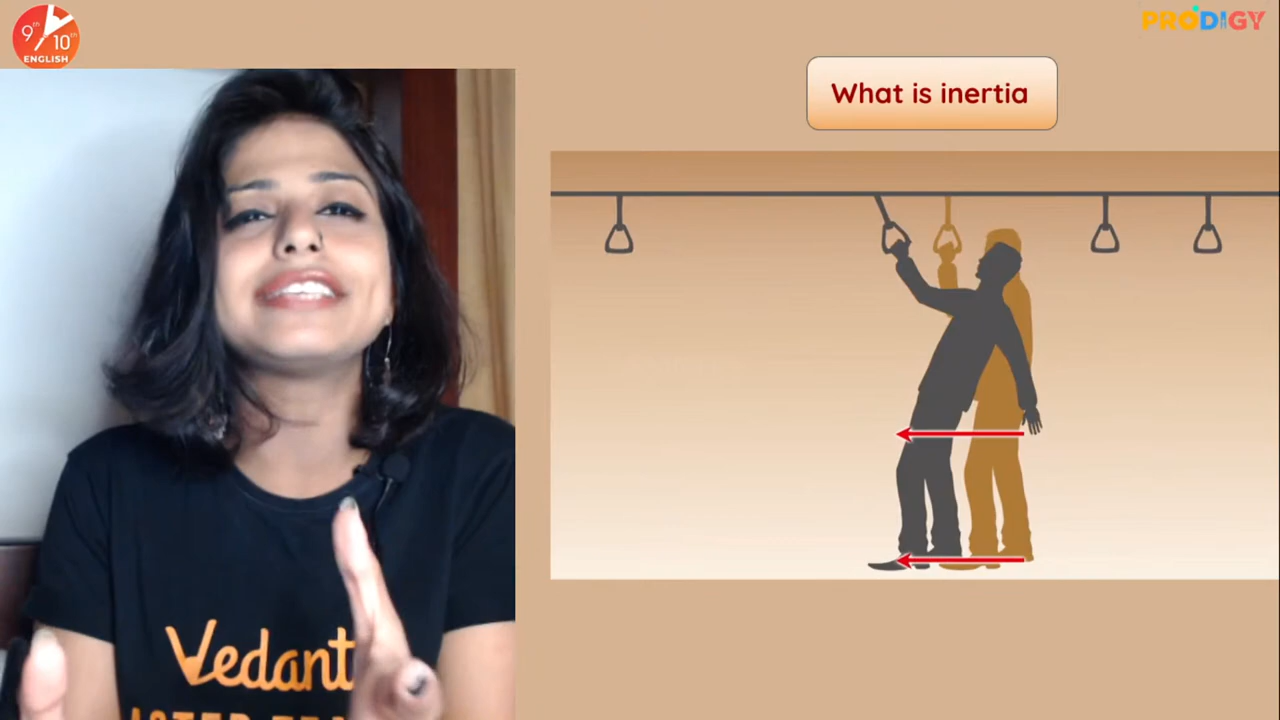 9th
10th
ENGLISH
PRODIGY
What is inertia
Vedant